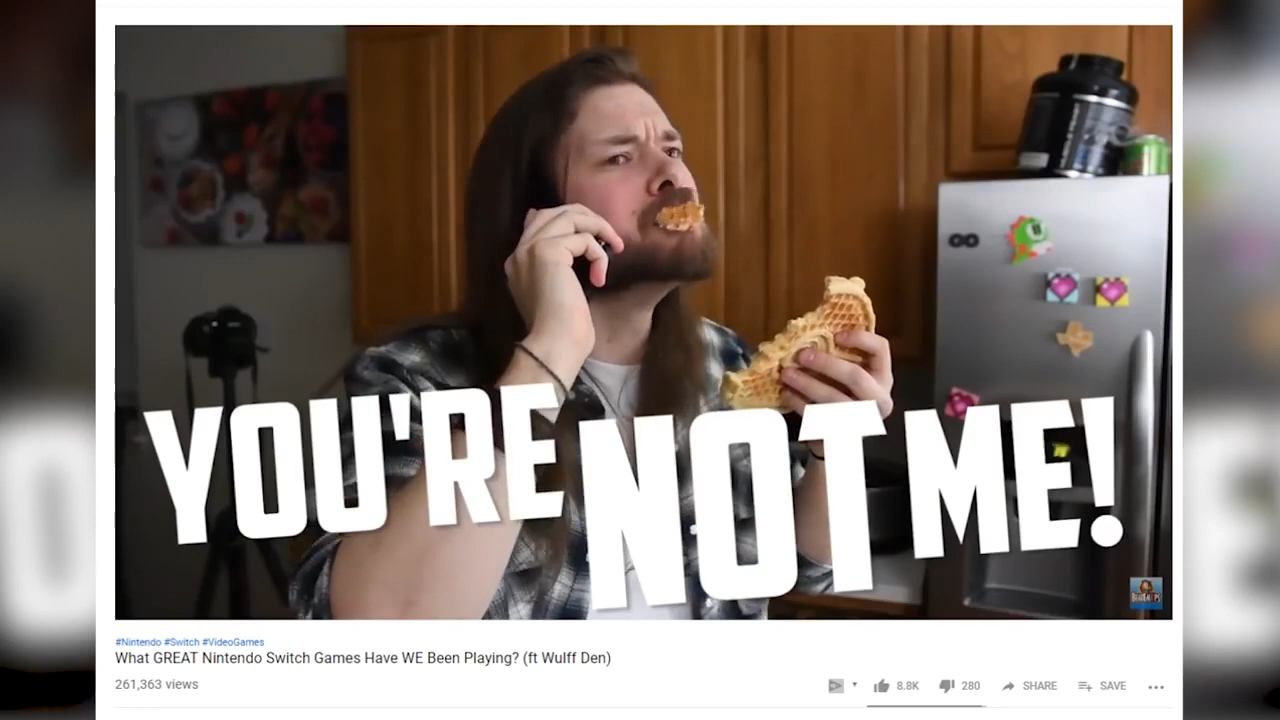 YOU'RE NOT ME!
#Nintendo #Switch #VideoGames
What GREAT Nintendo Switch Games Have WE Been Playing? (ft Wulff Den)
261,363 views
8.8K 280 SHARE SAVE